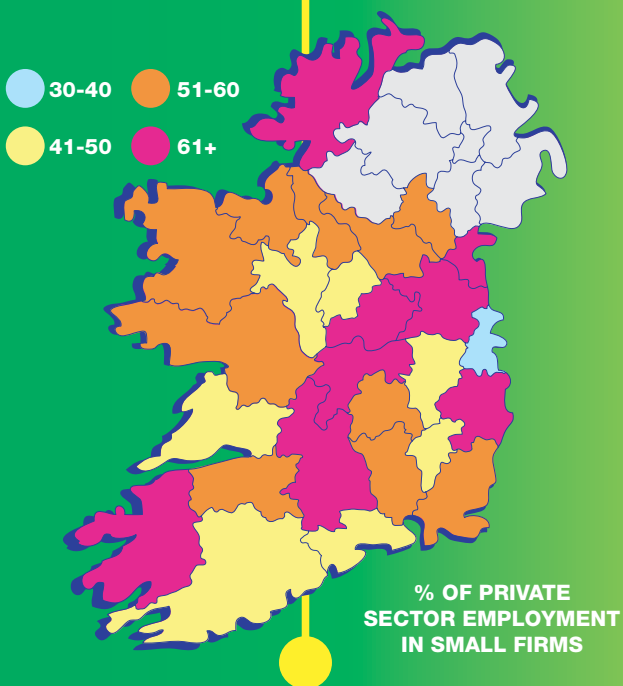 30-40 51-60
41-50 61+
% OF PRIVATE
SECTOR EMPLOYMENT
IN SMALL FIRMS